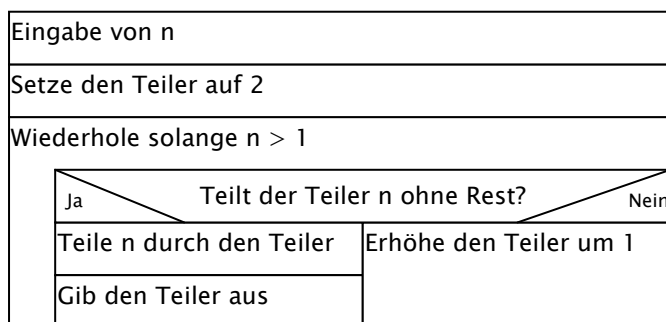 Eingabe von n
Setze den Teiler auf 2
Wiederhole solange n > 1
Ja
Teilt der Teiler n ohne Rest?
Nein
Teile n durch den Teiler
Erhöhe den Teiler um 1
Gib den Teiler aus